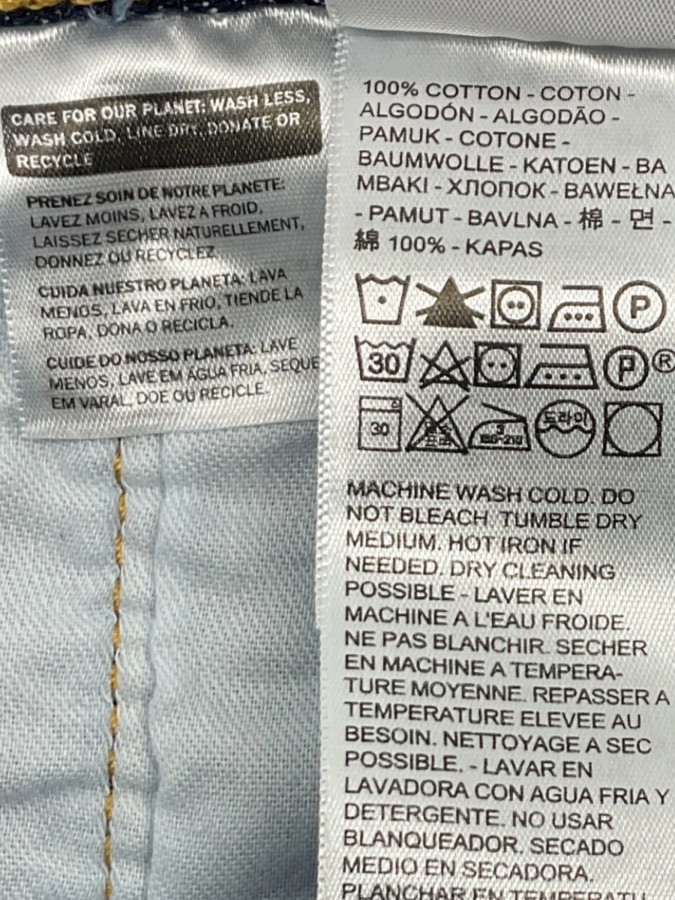 CARE FOR OUR PLANET: WASH LESS,
WASH COLD, LINE DRY, DONATE OR
RECYCLE
PRENEZ SOIN DE NOTRE PLANETE:
LAVEZ MOINS, LAVEZ A FROID,
LAISSEZ SECHER NATURELLEMENT,
DONNEZ OU RECYCLEZ.
CUIDA NUESTRO PLANETA: LAVA
MENOS, LAVA EN FRIO, TIENDE LA
ROPA, DONA O RECICLA.
CUIDE DO NOSSO PLANETA: LAVE
MENOS, LAVE EM ÁGUA FRIA, SEQUE
EM VARAL, DOE OU RECICLE.
100% COTTON - COTON -
ALGODÓN - ALGODÃO -
PAMUK - COTONE -
BAUMWOLLE - KATOEN - BA
MBAKI - ХЛОПОК - BAWEŁNA
- PAMUT - BAVLNA - 棉 - 면 -
綿 100% - KAPAS
P
30 P ®
30 3 180-210 드라이
MACHINE WASH COLD. DO
NOT BLEACH. TUMBLE DRY
MEDIUM. HOT IRON IF
NEEDED. DRY CLEANING
POSSIBLE - LAVER EN
MACHINE A L'EAU FROIDE.
NE PAS BLANCHIR. SECHER
EN MACHINE A TEMPERA-
TURE MOYENNE. REPASSER A
TEMPERATURE ELEVEE AU
BESOIN. NETTOYAGE A SEC
POSSIBLE. - LAVAR EN
LAVADORA CON AGUA FRIA Y
DETERGENTE. NO USAR
BLANQUEADOR. SECADO
MEDIO EN SECADORA.
PLANCHAR EN TEMPERATU